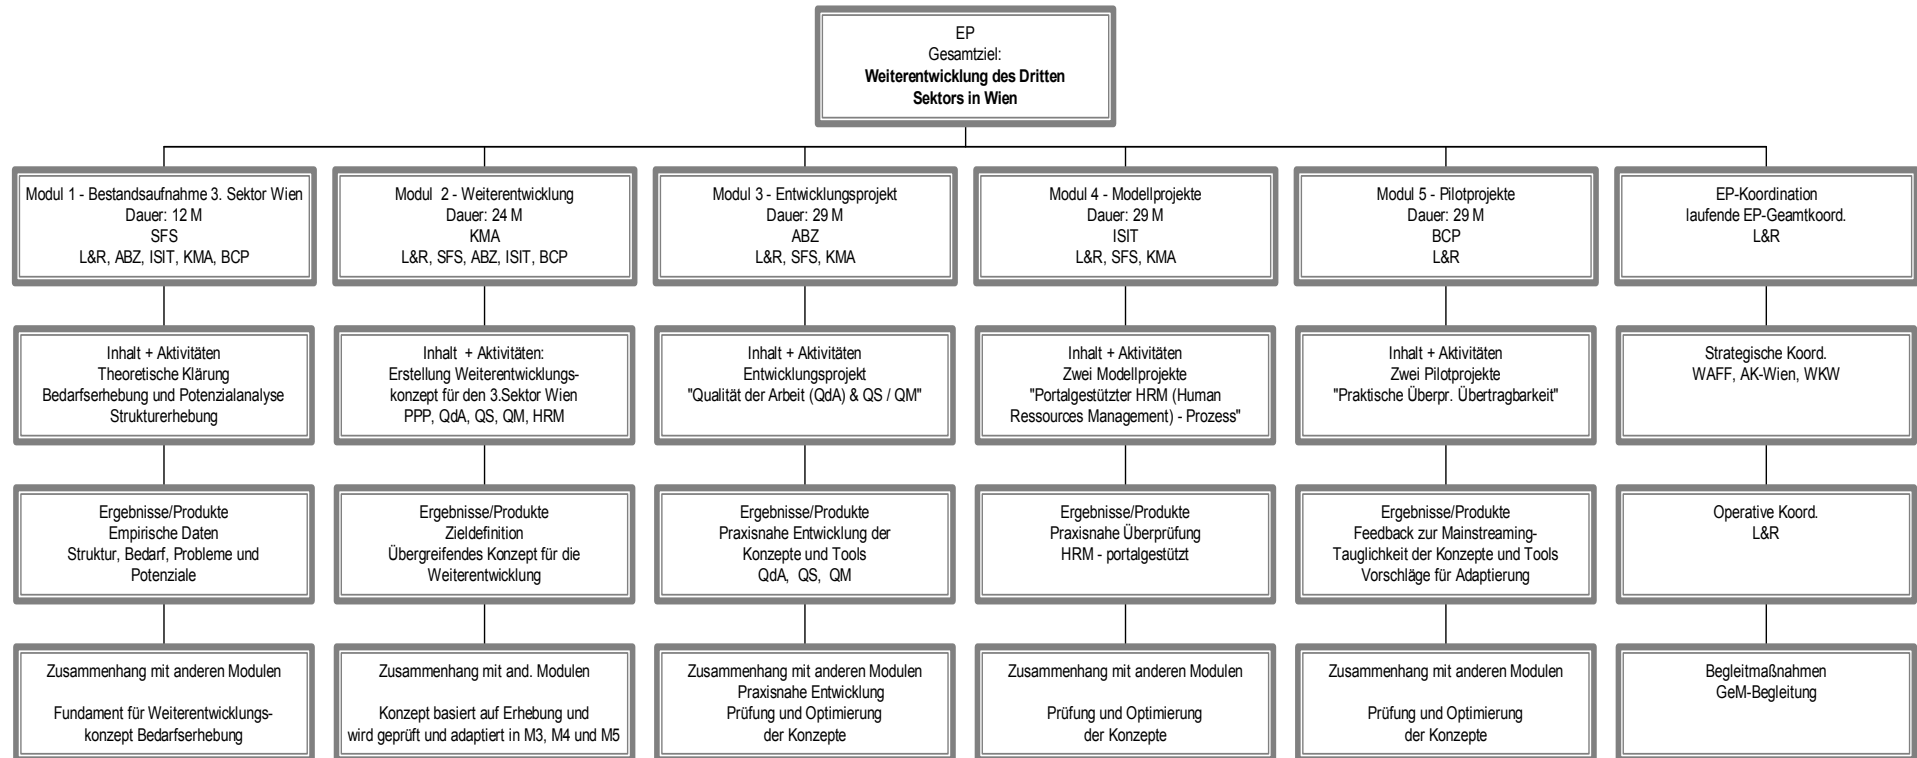 EP
Gesamtziel:
Weiterentwicklung des Dritten
Sektors in Wien
Modul 1 - Bestandsaufnahme 3. Sektor Wien
Dauer: 12 M
SFS
L&R, ABZ, ISIT, KMA, BCP
Modul 2 - Weiterentwicklung
Dauer: 24 M
KMA
L&R, SFS, ABZ, ISIT, BCP
Modul 3 - Entwicklungsprojekt
Dauer: 29 M
ABZ
L&R, SFS, KMA
Modul 4 - Modellprojekte
Dauer: 29 M
ISIT
L&R, SFS, KMA
Modul 5 - Pilotprojekte
Dauer: 29 M
BCP
L&R
EP-Koordination
laufende EP-Geamtkoord.
L&R
Inhalt + Aktivitäten
Theoretische Klärung
Bedarfserhebung und Potenzialanalyse
Strukturerhebung
Inhalt + Aktivitäten:
Erstellung Weiterentwicklungs-
konzept für den 3.Sektor Wien
PPP, QdA, QS, QM, HRM
Inhalt + Aktivitäten
Entwicklungsprojekt
"Qualität der Arbeit (QdA) & QS / QM"
Inhalt + Aktivitäten
Zwei Modellprojekte
"Portalgestützter HRM (Human
Ressources Management) - Prozess"
Inhalt + Aktivitäten
Zwei Pilotprojekte
"Praktische Überpr. Übertragbarkeit"
Strategische Koord.
WAFF, AK-Wien, WKW
Ergebnisse/Produkte
Empirische Daten
Struktur, Bedarf, Probleme und
Potenziale
Ergebnisse/Produkte
Zieldefinition
Übergreifendes Konzept für die
Weiterentwicklung
Ergebnisse/Produkte
Praxisnahe Entwicklung der
Konzepte und Tools
QdA, QS, QM
Ergebnisse/Produkte
Praxisnahe Überprüfung
HRM - portalgestützt
Ergebnisse/Produkte
Feedback zur Mainstreaming-
Tauglichkeit der Konzepte und Tools
Vorschläge für Adaptierung
Operative Koord.
L&R
Zusammenhang mit anderen Modulen
Fundament für Weiterentwicklungs-
konzept Bedarfserhebung
Zusammenhang mit and. Modulen
Konzept basiert auf Erhebung und
wird geprüft und adaptiert in M3, M4 und M5
Zusammenhang mit anderen Modulen
Praxisnahe Entwicklung
Prüfung und Optimierung
der Konzepte
Zusammenhang mit anderen Modulen
Prüfung und Optimierung
der Konzepte
Zusammenhang mit anderen Modulen
Prüfung und Optimierung
der Konzepte
Begleitmaßnahmen
GeM-Begleitung